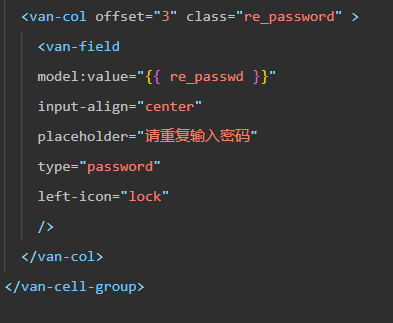 <van-col offset="3" class="re_password" >
<van-field
model:value="{{ re_passwd }}"
input-align="center"
placeholder="请重复输入密码"
type="password"
left-icon="lock"
/>
</van-col>
</van-cell-group>